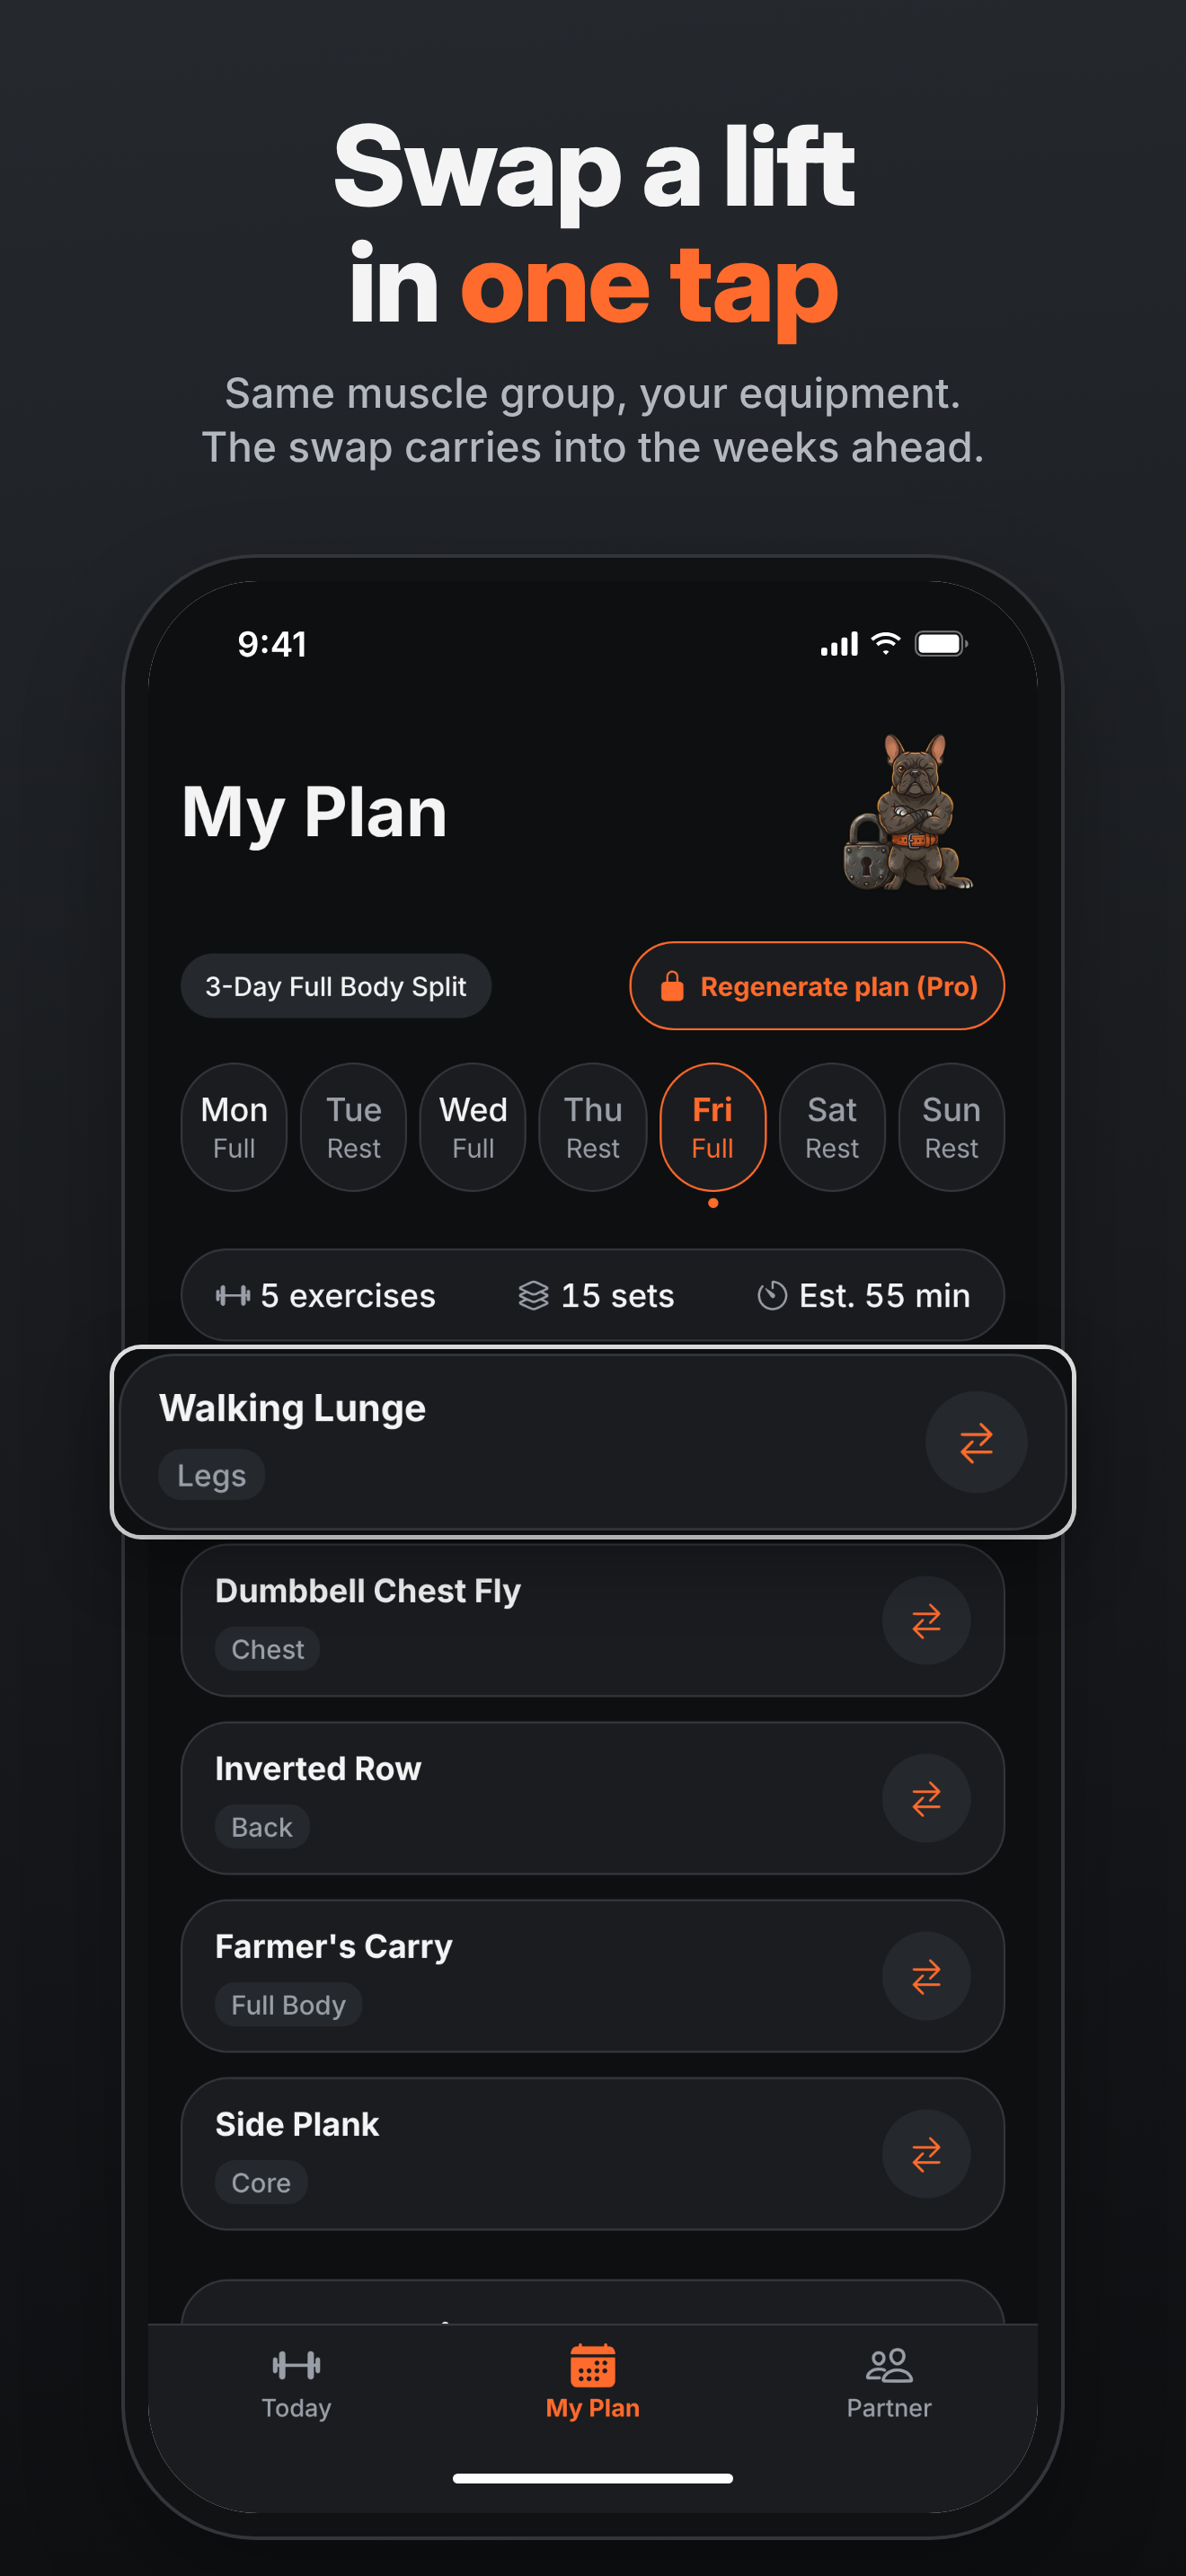 Swap a lift
in one tap
Same muscle group, your equipment.
The swap carries into the weeks ahead.
9:41
My Plan
3-Day Full Body Split
Regenerate plan (Pro)
Mon Tue Wed Thu Fri Sat Sun
Full Rest Full Rest Full Rest Rest
5 exercises 15 sets Est. 55 min
Walking Lunge
Legs
Dumbbell Chest Fly
Chest
Inverted Row
Back
Farmer's Carry
Full Body
Side Plank
Core
Today My Plan Partner